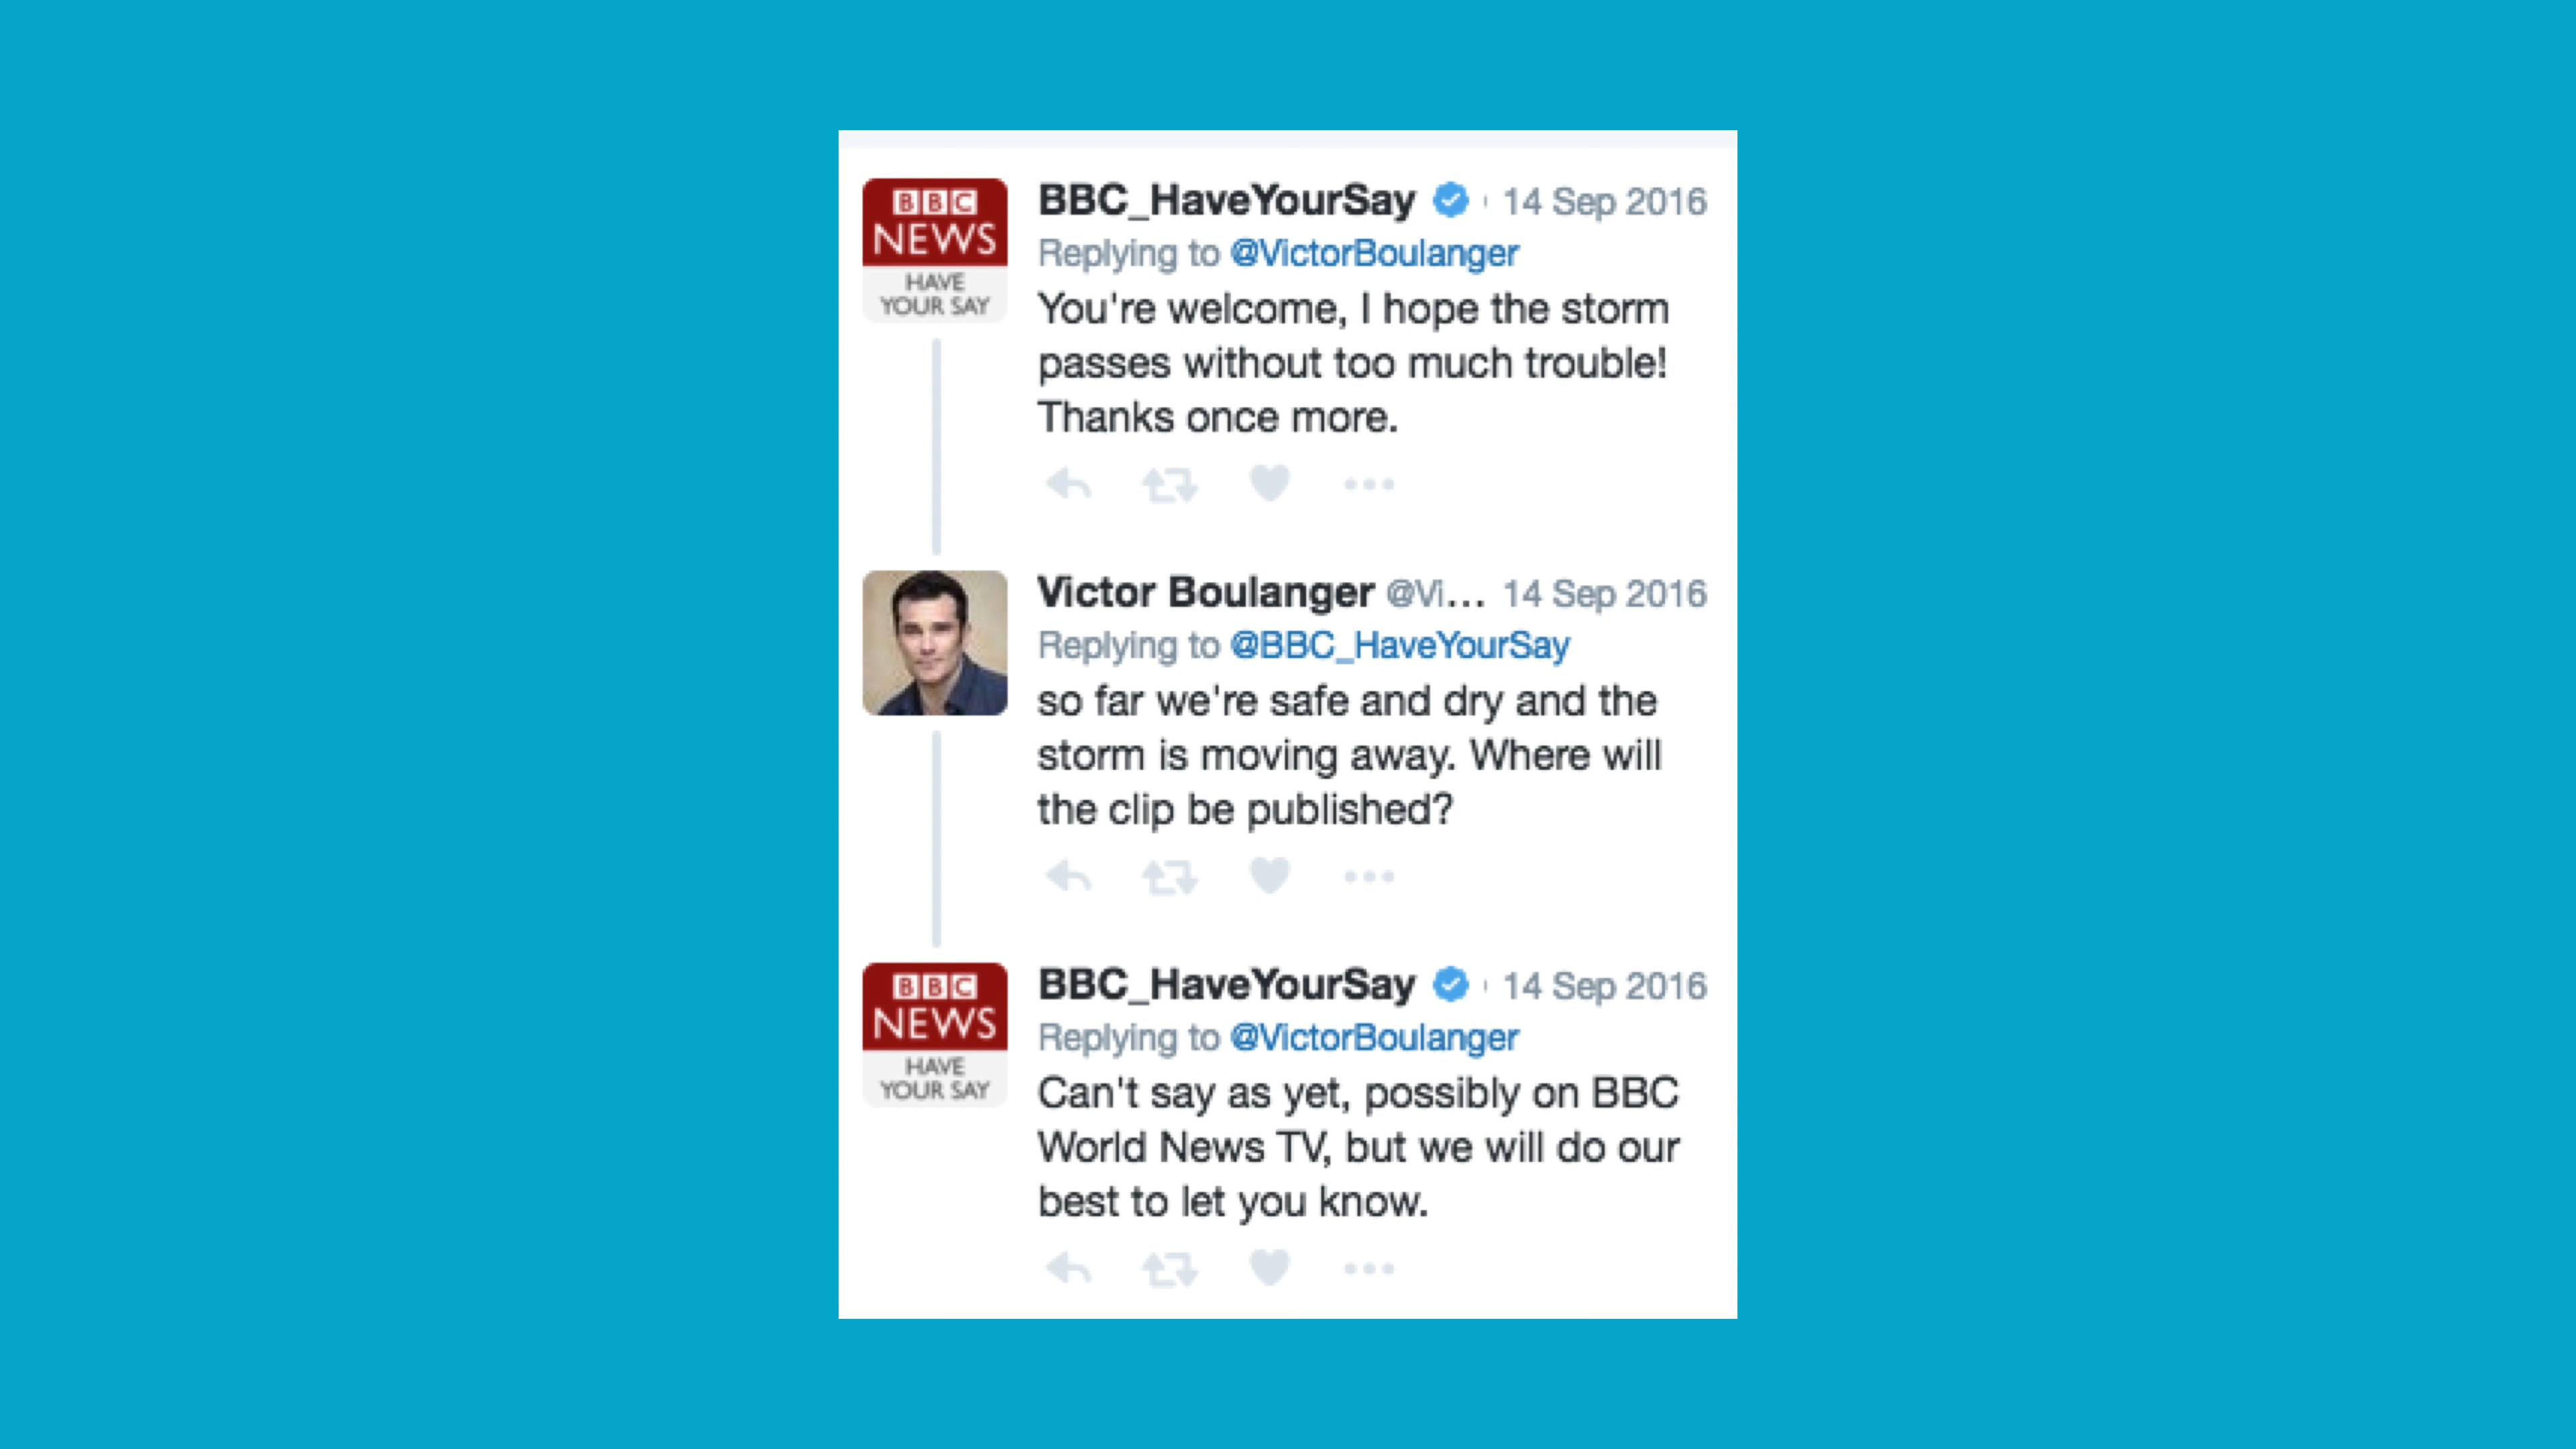 BBC
NEWS
HAVE
YOUR SAY
BBC_HaveYourSay 14 Sep 2016
Replying to @VictorBoulanger
You're welcome, I hope the storm
passes without too much trouble!
Thanks once more.
Victor Boulanger @Vi... 14 Sep 2016
Replying to @BBC_HaveYourSay
so far we're safe and dry and the
storm is moving away. Where will
the clip be published?
BBC
NEWS
HAVE
YOUR SAY
BBC_HaveYourSay 14 Sep 2016
Replying to @VictorBoulanger
Can't say as yet, possibly on BBC
World News TV, but we will do our
best to let you know.